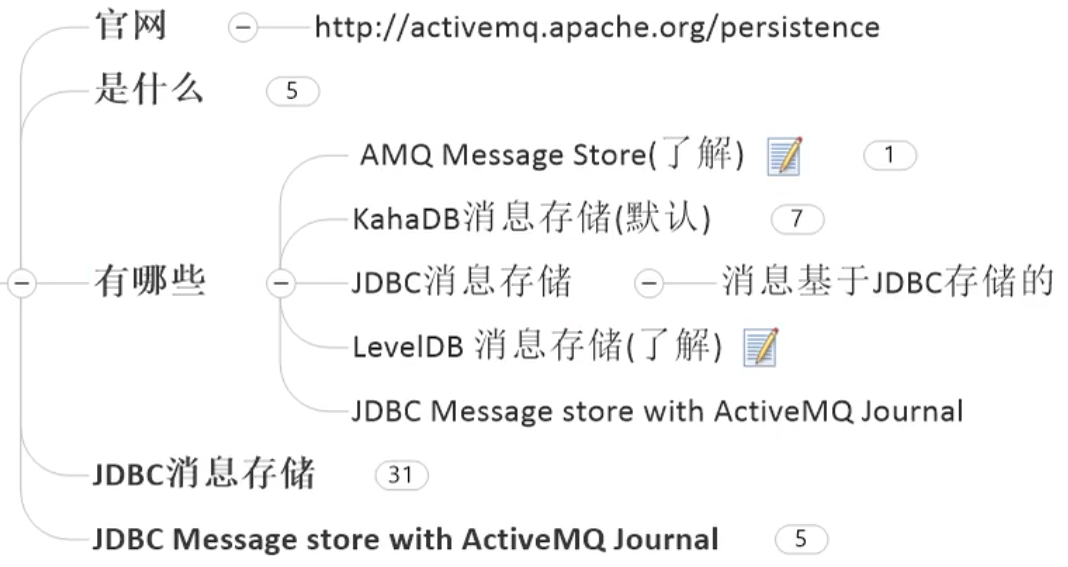 官网 http://activemq.apache.org/persistence
是什么 5
AMQ Message Store(了解) 1
KahaDB消息存储(默认) 7
有哪些 JDBC消息存储 消息基于JDBC存储的
LevelDB 消息存储(了解)
JDBC Message store with ActiveMQ Journal
JDBC消息存储 31
JDBC Message store with ActiveMQ Journal 5